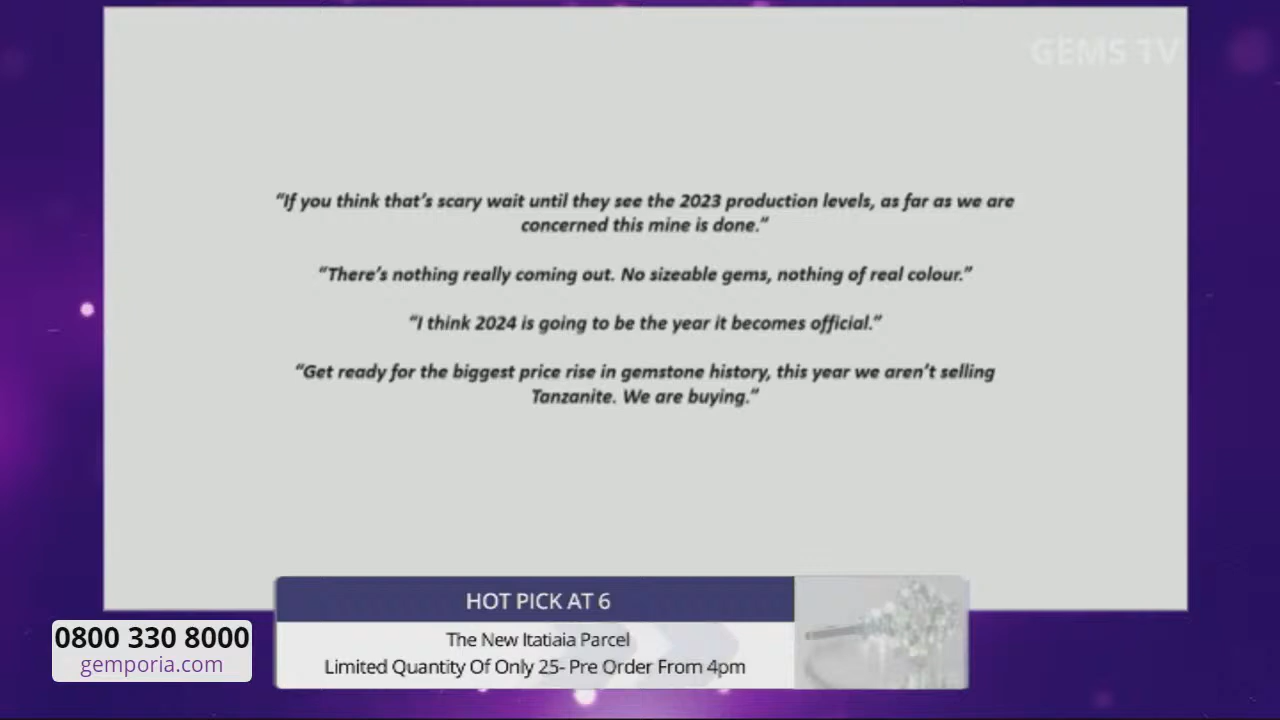 GEMS TV
“If you think that’s scary wait until they see the 2023 production levels, as far as we are
concerned this mine is done.”
“There’s nothing really coming out. No sizeable gems, nothing of real colour.”
“I think 2024 is going to be the year it becomes official.”
“Get ready for the biggest price rise in gemstone history, this year we aren’t selling
Tanzanite. We are buying.”
HOT PICK AT 6
The New Itatiaia Parcel
Limited Quantity Of Only 25- Pre Order From 4pm
0800 330 8000
gemporia.com